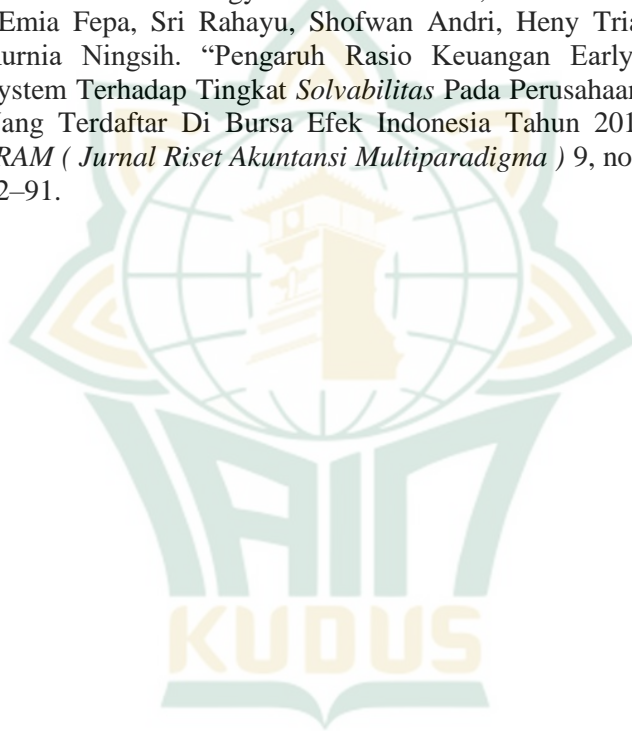 Emia Fepa, Sri Rahayu, Shofwan Andri, Heny Tria
urnia Ningsih. “Pengaruh Rasio Keuangan Early
ystem Terhadap Tingkat Solvabilitas Pada Perusahaan
ang Terdaftar Di Bursa Efek Indonesia Tahun 201
RAM ( Jurnal Riset Akuntansi Multiparadigma ) 9, no
2–91.
IAIN
KUDUS